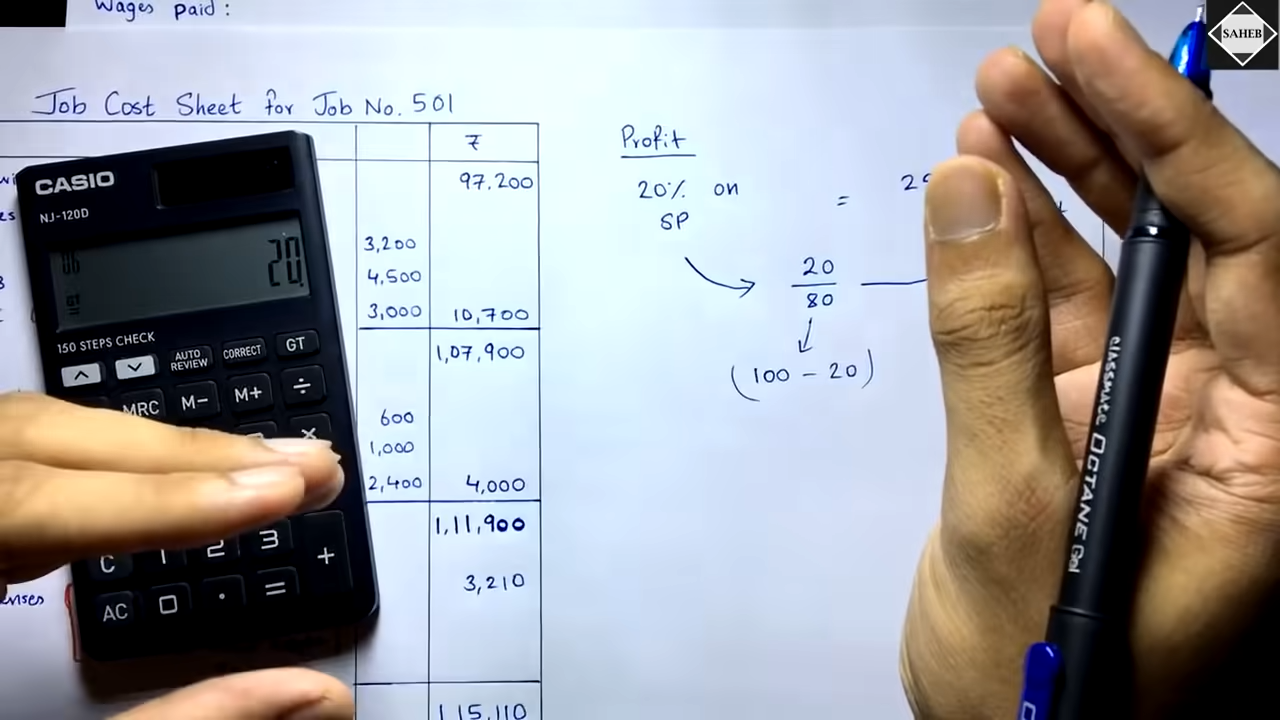 Wages paid :
SAHEB
Job Cost Sheet for Job No. 501
₹
97.200
3,200
4,500
3,000 10,700
1,07,900
600
1,000
2,400 4,000
1,11,900
3,210
1,15,110
Profit
20% on =
SP
20
80
(100 - 20)
CASIO
NJ-120D
06 20.
GT
150 STEPS CHECK
AUTO REVIEW CORRECT GT
MRC M- M+ ÷
×
C 1 2 3 +
AC . =
classmate OCTANE Gel